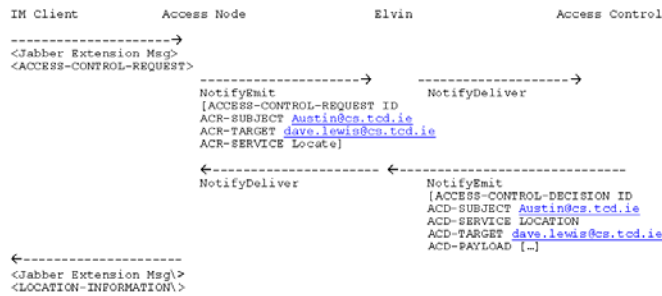 IM Client Access Node Elvin Access Control
---------------------→
<Jabber Extension Msg>
<ACCESS-CONTROL-REQUEST>
---------------------→ ---------------------→
NotifyEmit NotifyDeliver
[ACCESS-CONTROL-REQUEST ID
ACR-SUBJECT Austin@cs.tcd.ie
ACR-TARGET dave.lewis@cs.tcd.ie
ACR-SERVICE Locate]
←---------------------- ←------------------------------
NotifyDeliver NotifyEmit
[ACCESS-CONTROL-DECISION ID
ACD-SUBJECT Austin@cs.tcd.ie
ACD-SERVICE LOCATION
ACD-TARGET dave.lewis@cs.tcd.ie
ACD-PAYLOAD […]
←---------------------
<Jabber Extension Msg\>
<LOCATION-INFORMATION\>